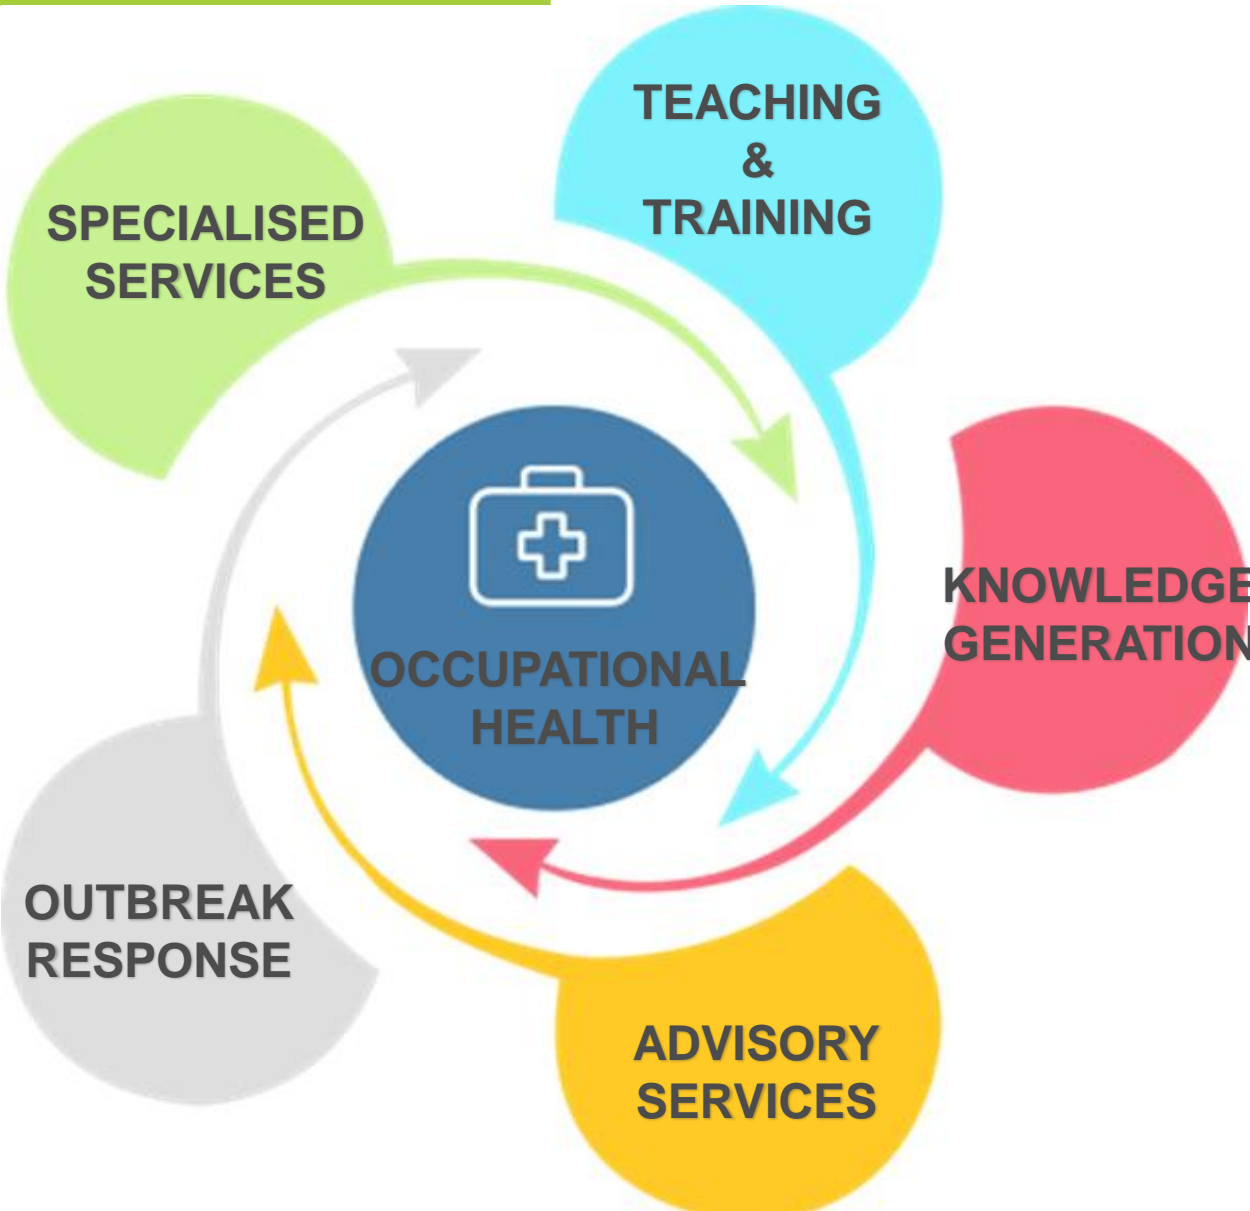 TEACHING
&
TRAINING
SPECIALISED
SERVICES
KNOWLEDGE
GENERATION
OCCUPATIONAL
HEALTH
OUTBREAK
RESPONSE
ADVISORY
SERVICES